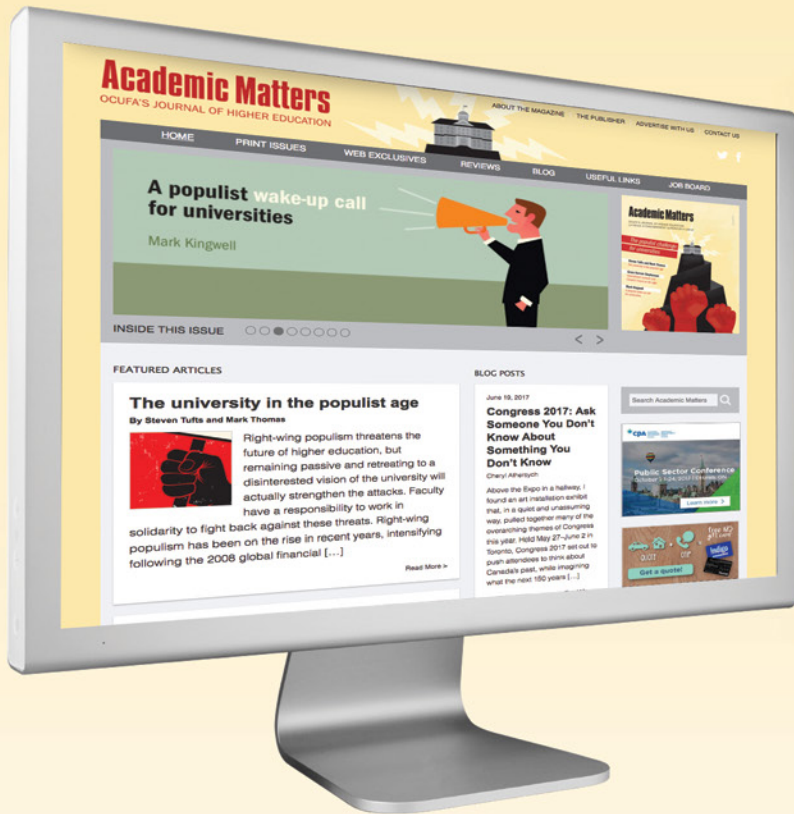 Academic Matters
OCUFA'S JOURNAL OF HIGHER EDUCATION
ABOUT THE MAGAZINE THE PUBLISHER ADVERTISE WITH US CONTACT US
HOME PRINT ISSUES WEB EXCLUSIVES REVIEWS BLOG USEFUL LINKS JOB BOARD
A populist wake-up call
for universities
Mark Kingwell
Academic Matters
The populist challenge
for universities
INSIDE THIS ISSUE
< >
FEATURED ARTICLES
The university in the populist age
By Steven Tufts and Mark Thomas
Right-wing populism threatens the
future of higher education, but
remaining passive and retreating to a
disinterested vision of the university will
actually strengthen the attacks. Faculty
have a responsibility to work in
solidarity to fight back against these threats. Right-wing
populism has been on the rise in recent years, intensifying
following the 2008 global financial [...]
Read More »
BLOG POSTS
June 19, 2017
Congress 2017: Ask
Someone You Don't
Know About
Something You
Don't Know
Cheryl Athersych
Above the Expo in a hallway, I
found an art installation exhibit
that, in a quiet and unassuming
way, pulled together many of the
overarching themes of Congress
this year. Held May 27–June 2 in
Toronto, Congress 2017 set out to
push attendees to think about
Canada's past, while imagining
what the next 150 years [...]
Search Academic Matters
CPA
Public Sector Conference
Learn more >
Get a quote!
indigo